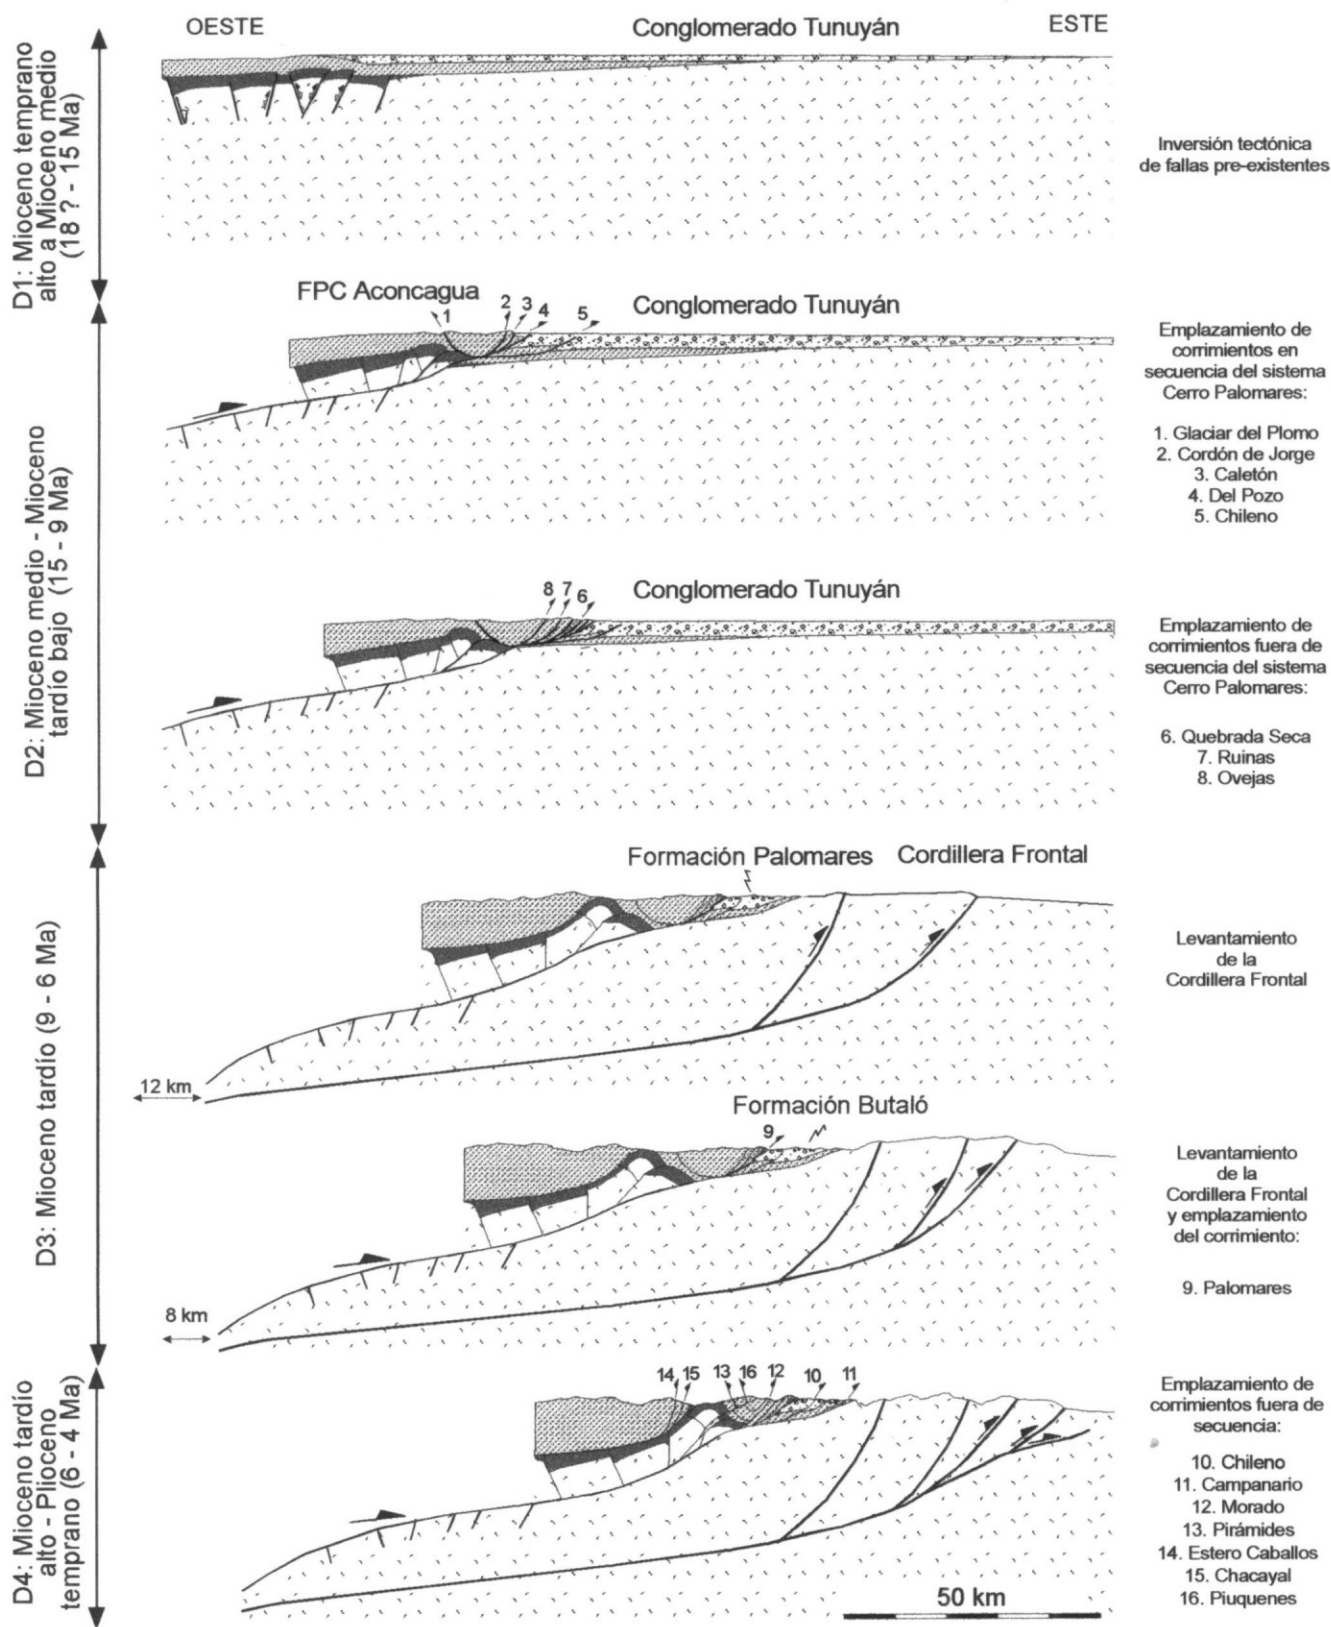 OESTE
Conglomerado Tunuyán
ESTE
D1: Mioceno temprano
alto a Mioceno medio
(18 ? - 15 Ma)
Inversión tectónica
de fallas pre-existentes
FPC Aconcagua
Conglomerado Tunuyán
1
2
3
4
5
D2: Mioceno medio - Mioceno
tardío bajo (15 - 9 Ma)
Emplazamiento de
corrimientos en
secuencia del sistema
Cerro Palomares:
1. Glaciar del Plomo
2. Cordón de Jorge
3. Caletón
4. Del Pozo
5. Chileno
Conglomerado Tunuyán
8
7
6
Emplazamiento de
corrimientos fuera de
secuencia del sistema
Cerro Palomares:
6. Quebrada Seca
7. Ruinas
8. Ovejas
Formación Palomares
Cordillera Frontal
D3: Mioceno tardío (9 - 6 Ma)
Levantamiento
de la
Cordillera Frontal
12 km
Formación Butaló
9
Levantamiento
de la
Cordillera Frontal
y emplazamiento
del corrimiento:
9. Palomares
8 km
D4: Mioceno tardío
alto - Plioceno
temprano (6 - 4 Ma)
14
15
13
16
12
10
11
Emplazamiento de
corrimientos fuera de
secuencia:
10. Chileno
11. Campanario
12. Morado
13. Pirámides
14. Estero Caballos
15. Chacayal
16. Piuquenes
50 km